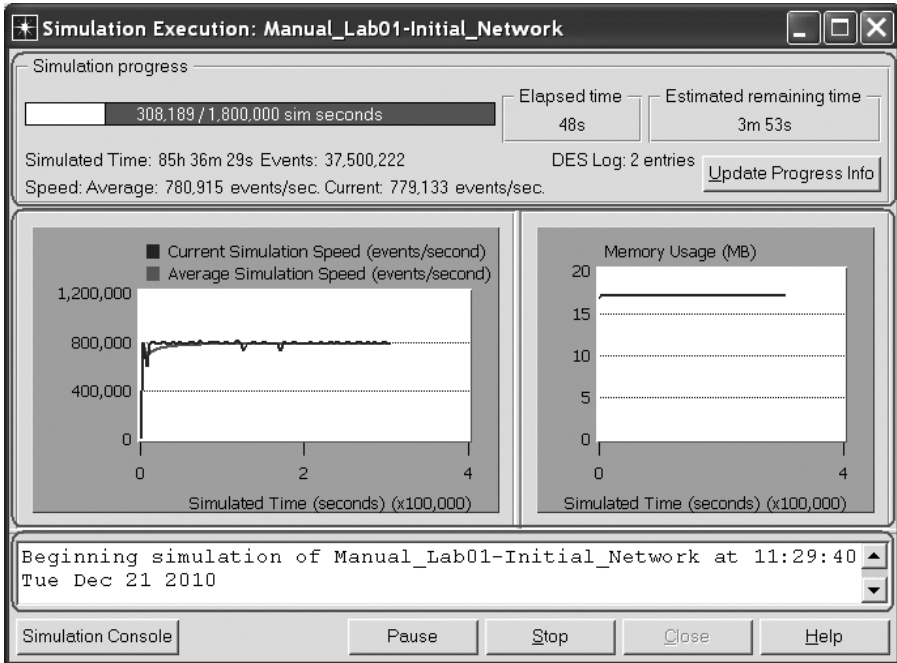 Simulation Execution: Manual_Lab01-Initial_Network
Simulation progress
308,189 / 1,800,000 sim seconds
Elapsed time
48s
Estimated remaining time
3m 53s
Simulated Time: 85h 36m 29s Events: 37,500,222
DES Log: 2 entries
Update Progress Info
Speed: Average: 780,915 events/sec. Current: 779,133 events/sec.
Current Simulation Speed (events/second)
Average Simulation Speed (events/second)
1,200,000
800,000
400,000
0
0
2
4
Simulated Time (seconds) (x100,000)
Memory Usage (MB)
20
15
10
5
0
0
4
Simulated Time (seconds) (x100,000)
Beginning simulation of Manual_Lab01-Initial_Network at 11:29:40
Tue Dec 21 2010
Simulation Console
Pause
Stop
Close
Help